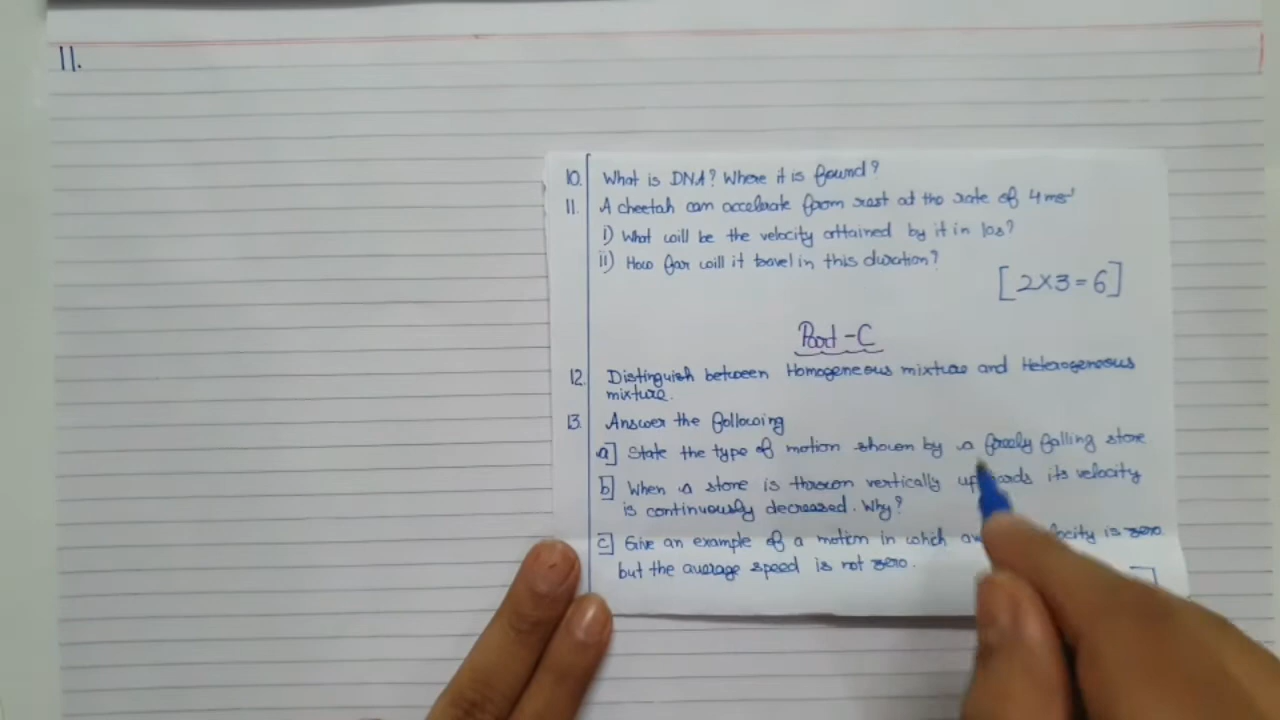 11.
10. What is DNA? Where it is found?
11. A cheetah can accelerate from rest at the rate of 4 ms⁻¹
i) What will be the velocity attained by it in 10s?
ii) How far will it travel in this duration?
[2×3=6]
Part-C
12. Distinguish between Homogeneous mixture and Heterogeneous
mixture.
13. Answer the following
a] State the type of motion shown by a freely falling stone
b] When a stone is thrown vertically upwards its velocity
is continuously decreased. Why?
c] Give an example of a motion in which is zero
but the average speed is not zero.